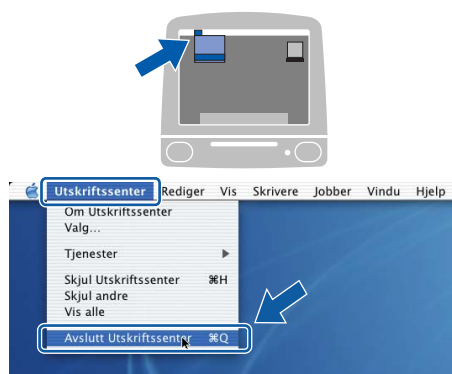 Utskriftssenter Rediger Vis Skrivere Jobber Vindu Hjelp
Om Utskriftssenter
Valg...
Tjenester
Skjul Utskriftssenter ⌘H
Skjul andre
Vis alle
Avslutt Utskriftssenter ⌘Q